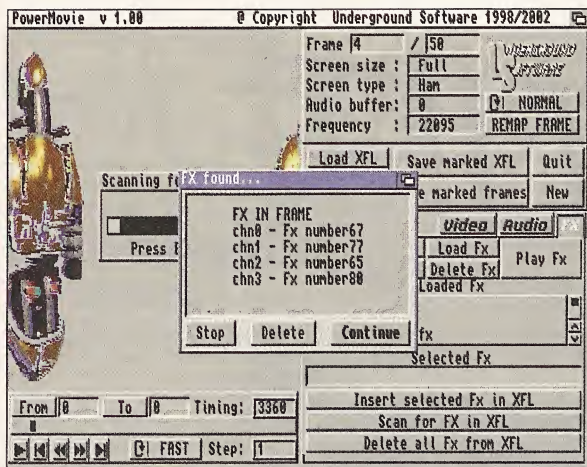 PowerMovie v 1.00 © Copyright Underground Software 1998/2002
Frame 4 / 50
Screen size : Full
Screen type : Ham
Audio buffer: 0
Frequency : 22095
UNDERGROUND
SOFTWARE
NORMAL
REMAP FRAME
Load XFL
Save marked XFL
Quit
e marked frames
New
Scanning f
Press E
FX found...
FX IN FRAME
chn0 - Fx number67
chn1 - Fx number77
chn2 - Fx number65
chn3 - Fx number80
Stop
Delete
Continue
Video
Audio
FX
Load Fx
Delete Fx
Play Fx
Loaded Fx
fx
Selected Fx
Insert selected Fx in XFL
Scan for FX in XFL
Delete all Fx from XFL
From 0
To 0
Timing: 3360
FAST
Step: 1